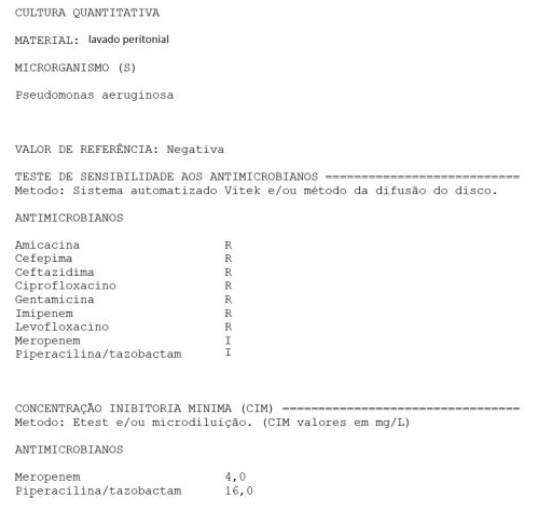 CULTURA QUANTITATIVA
MATERIAL: lavado peritonial
MICRORGANISMO (S)
Pseudomonas aeruginosa
VALOR DE REFERÊNCIA: Negativa
TESTE DE SENSIBILIDADE AOS ANTIMICROBIANOS ===========================
Metodo: Sistema automatizado Vitek e/ou método da difusão do disco.
ANTIMICROBIANOS
Amicacina R
Cefepima R
Ceftazidima R
Ciprofloxacino R
Gentamicina R
Imipenem R
Levofloxacino R
Meropenem I
Piperacilina/tazobactam I
CONCENTRAÇÃO INIBITORIA MINIMA (CIM) =================================
Metodo: Etest e/ou microdiluição. (CIM valores em mg/L)
ANTIMICROBIANOS
Meropenem 4,0
Piperacilina/tazobactam 16,0